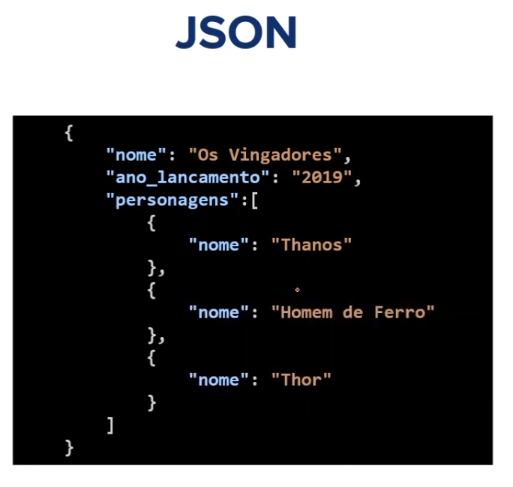 JSON
{
"nome": "Os Vingadores",
"ano_lancamento": "2019",
"personagens":[
{
"nome": "Thanos"
},
{
"nome": "Homem de Ferro"
},
{
"nome": "Thor"
}
]
}